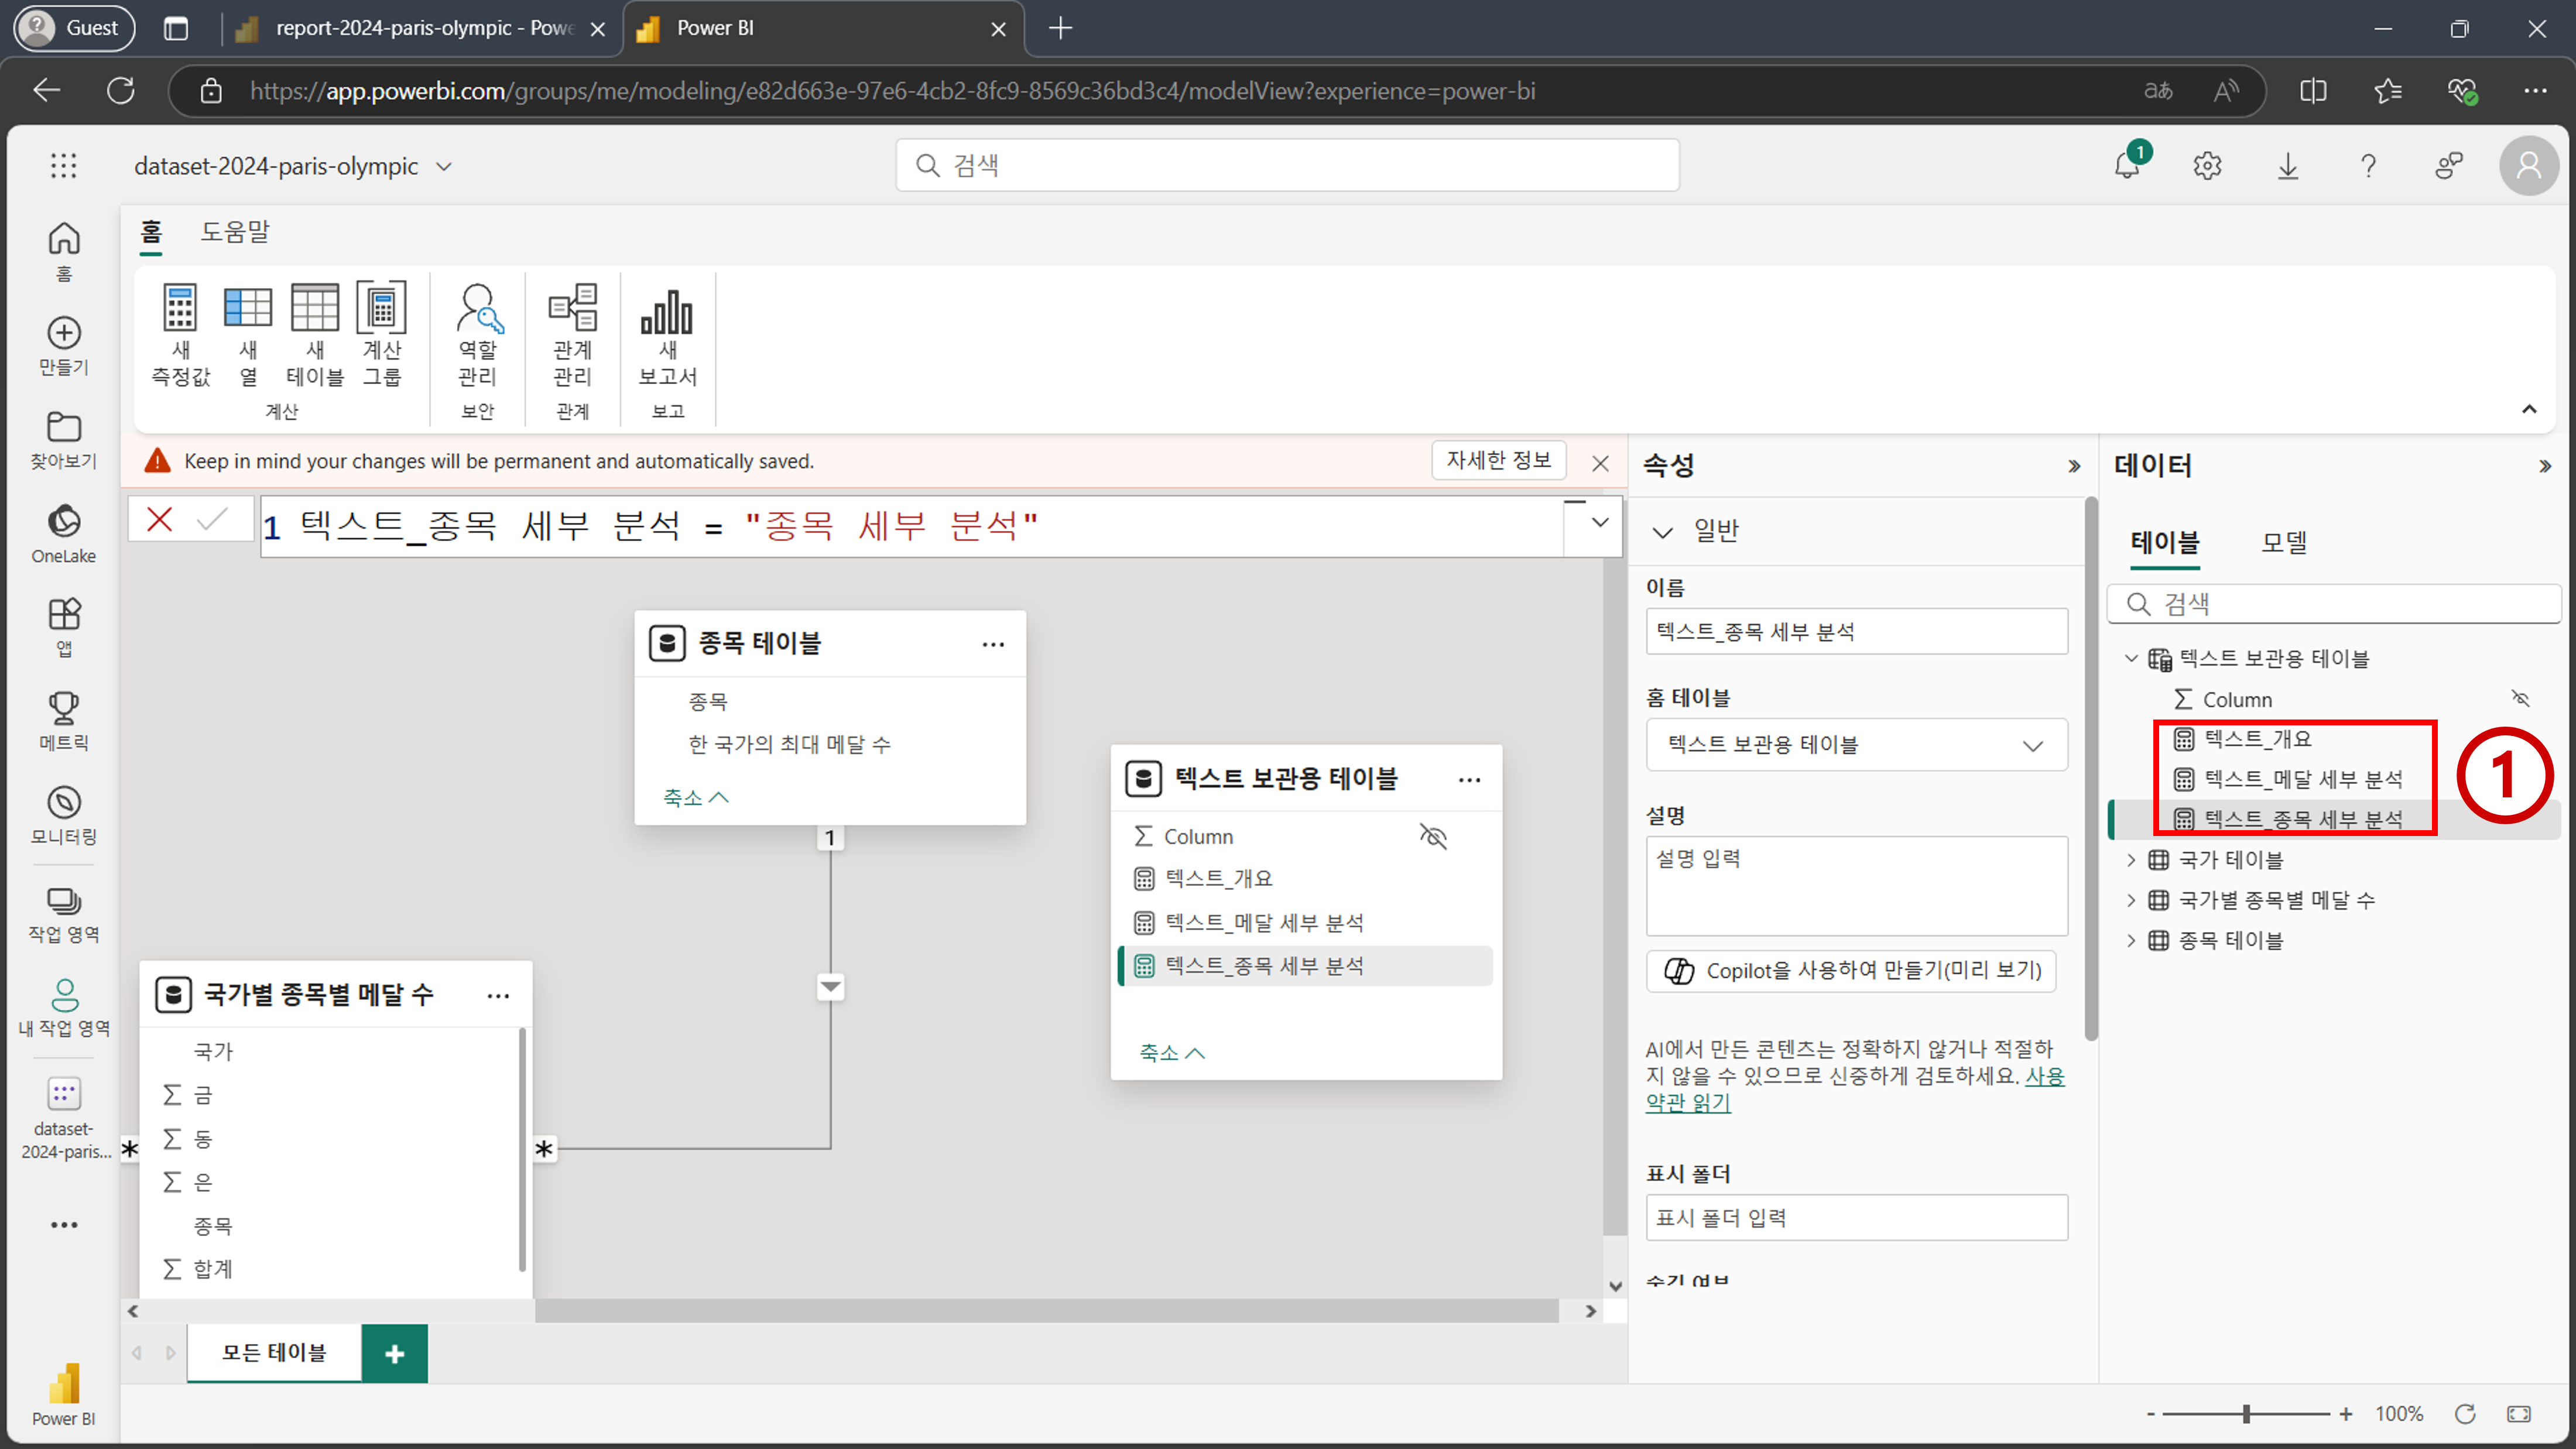 Guest
report-2024-paris-olympic - Powe
Power BI
https://app.powerbi.com/groups/me/modeling/e82d663e-97e6-4cb2-8fc9-8569c36bd3c4/modelView?experience=power-bi
aあ
dataset-2024-paris-olympic
검색
1
홈
도움말
새 측정값
새 열
새 테이블
계산 그룹
역할 관리
관계 관리
새 보고서
계산
보안
관계
보고
홈
만들기
찾아보기
OneLake
앱
메트릭
모니터링
작업 영역
내 작업 영역
dataset-
2024-paris...
Power BI
Keep in mind your changes will be permanent and automatically saved.
자세한 정보
1 텍스트_종목 세부 분석 = "종목 세부 분석"
종목 테이블
종목
한 국가의 최대 메달 수
축소
1
텍스트 보관용 테이블
Column
텍스트_개요
텍스트_메달 세부 분석
텍스트_종목 세부 분석
축소
국가별 종목별 메달 수
국가
금
동
은
종목
합계
*
*
모든 테이블
속성
일반
이름
텍스트_종목 세부 분석
홈 테이블
텍스트 보관용 테이블
설명
설명 입력
Copilot을 사용하여 만들기(미리 보기)
AI에서 만든 콘텐츠는 정확하지 않거나 적절하
지 않을 수 있으므로 신중하게 검토하세요. 사용
약관 읽기
표시 폴더
표시 폴더 입력
데이터
테이블
모델
검색
텍스트 보관용 테이블
Column
텍스트_개요
텍스트_메달 세부 분석
텍스트_종목 세부 분석
1
국가 테이블
국가별 종목별 메달 수
종목 테이블
- + 100%